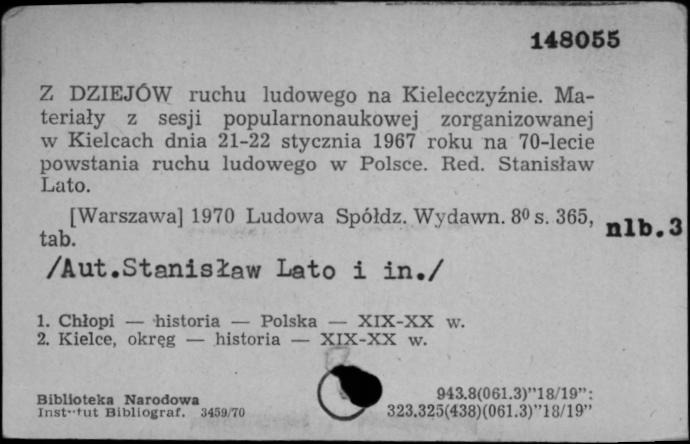 148055
Z DZIEJÓW ruchu ludowego na Kielecczyźnie. Ma-
teriały z sesji popularnonaukowej zorganizowanej
w Kielcach dnia 21-22 stycznia 1967 roku na 70-lecie
powstania ruchu ludowego w Polsce. Red. Stanisław
Lato.
[Warszawa] 1970 Ludowa Spółdz. Wydawn. 8⁰ s. 365, nlb.3
tab.
/Aut.Stanisław Lato i in./
1. Chłopi — historia — Polska — XIX-XX w.
2. Kielce, okręg — historia — XIX-XX w.
Biblioteka Narodowa
Inst tut Bibliograf. 3459/70
943.8(061.3)"18/19":
323.325(438)(061.3)"18/19"